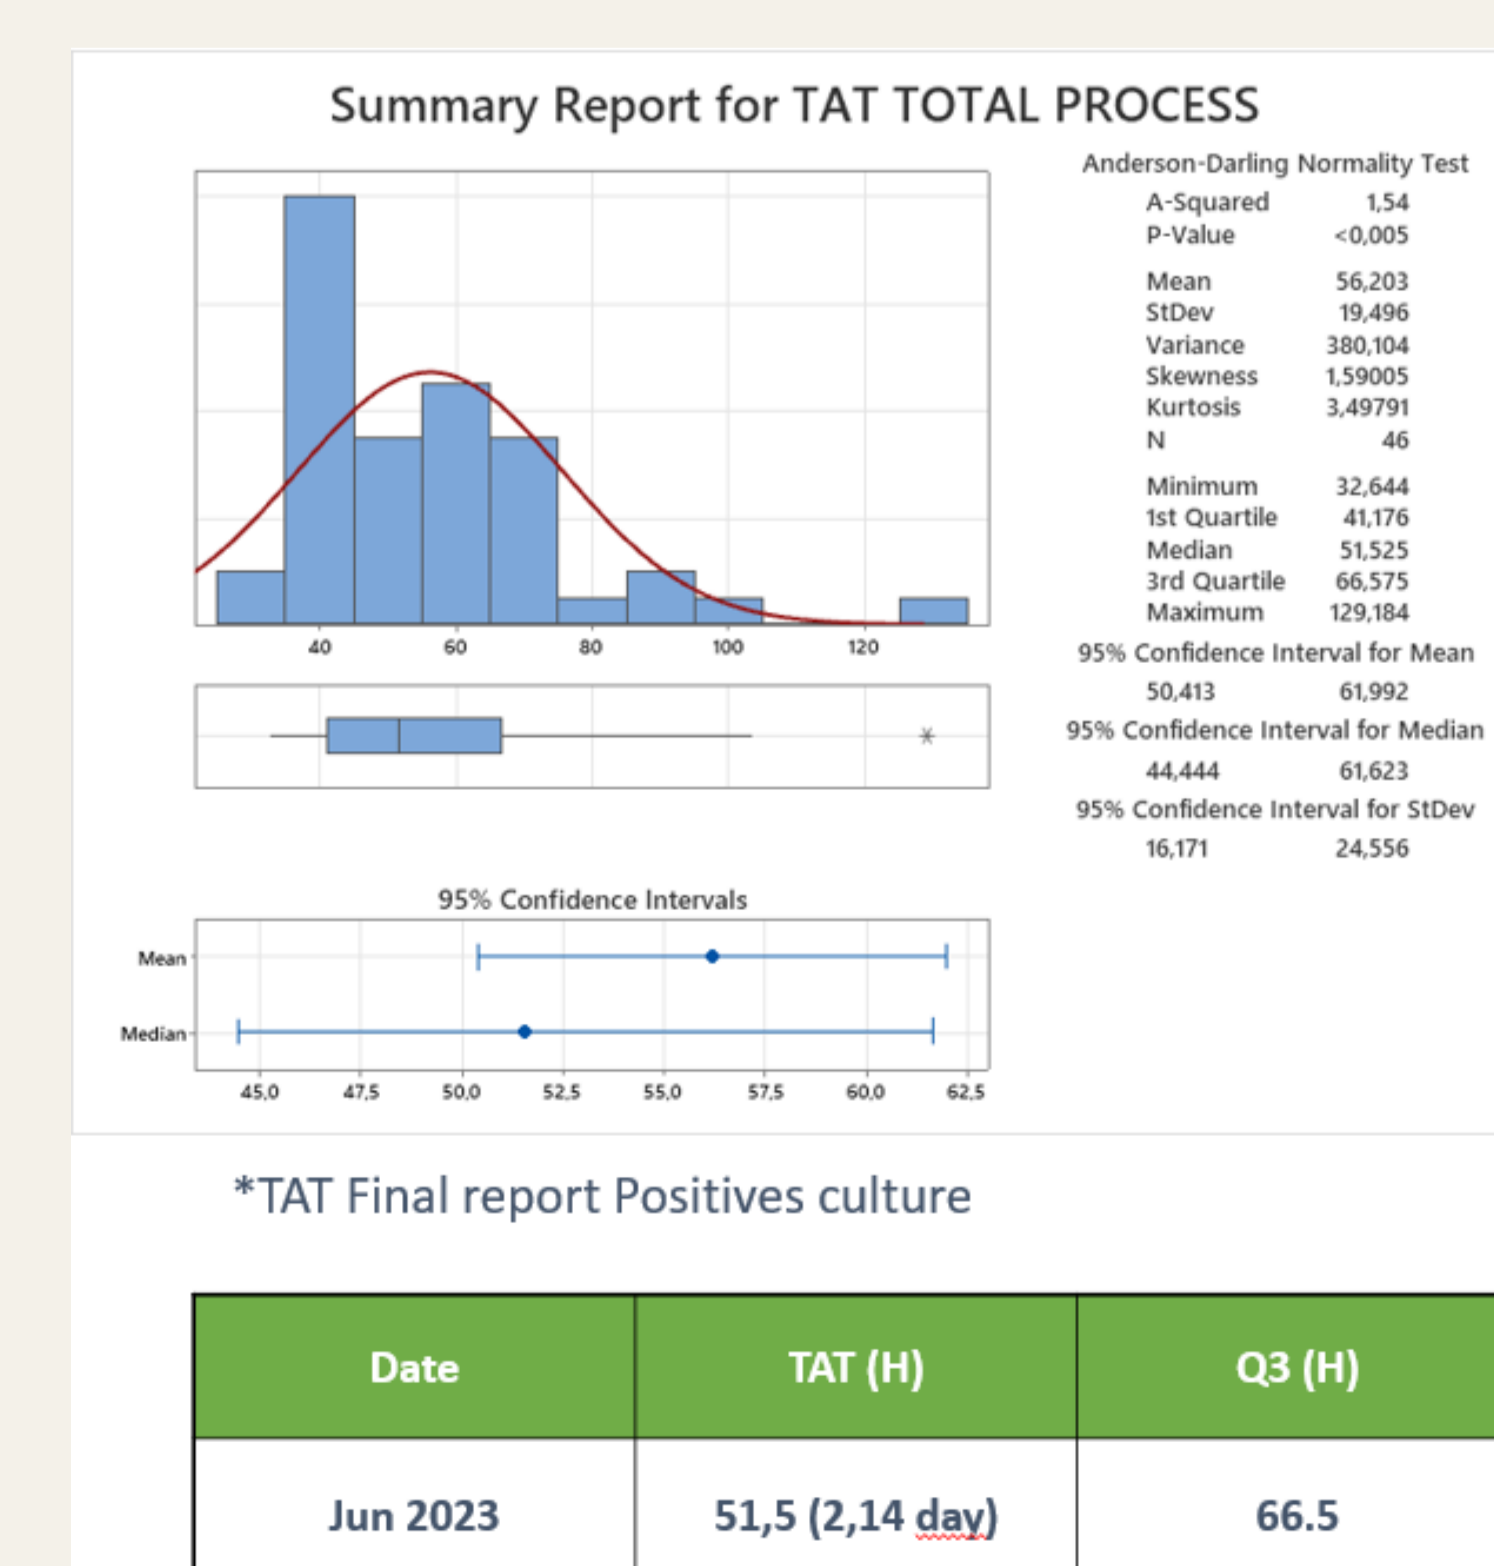 Summary Report for TAT TOTAL PROCESS
Anderson-Darling Normality Test
A-Squared 1,54
P-Value <0,005
Mean 56,203
StDev 19,496
Variance 380,104
Skewness 1,59005
Kurtosis 3,49791
N 46
Minimum 32,644
1st Quartile 41,176
Median 51,525
3rd Quartile 66,575
Maximum 129,184
95% Confidence Interval for Mean
50,413 61,992
95% Confidence Interval for Median
44,444 61,623
95% Confidence Interval for StDev
16,171 24,556
40 60 80 100 120
95% Confidence Intervals
Mean
Median
45,0 47,5 50,0 52,5 55,0 57,5 60,0 62,5
*TAT Final report Positives culture
Date TAT (H) Q3 (H)
Jun 2023 51,5 (2,14 day) 66.5